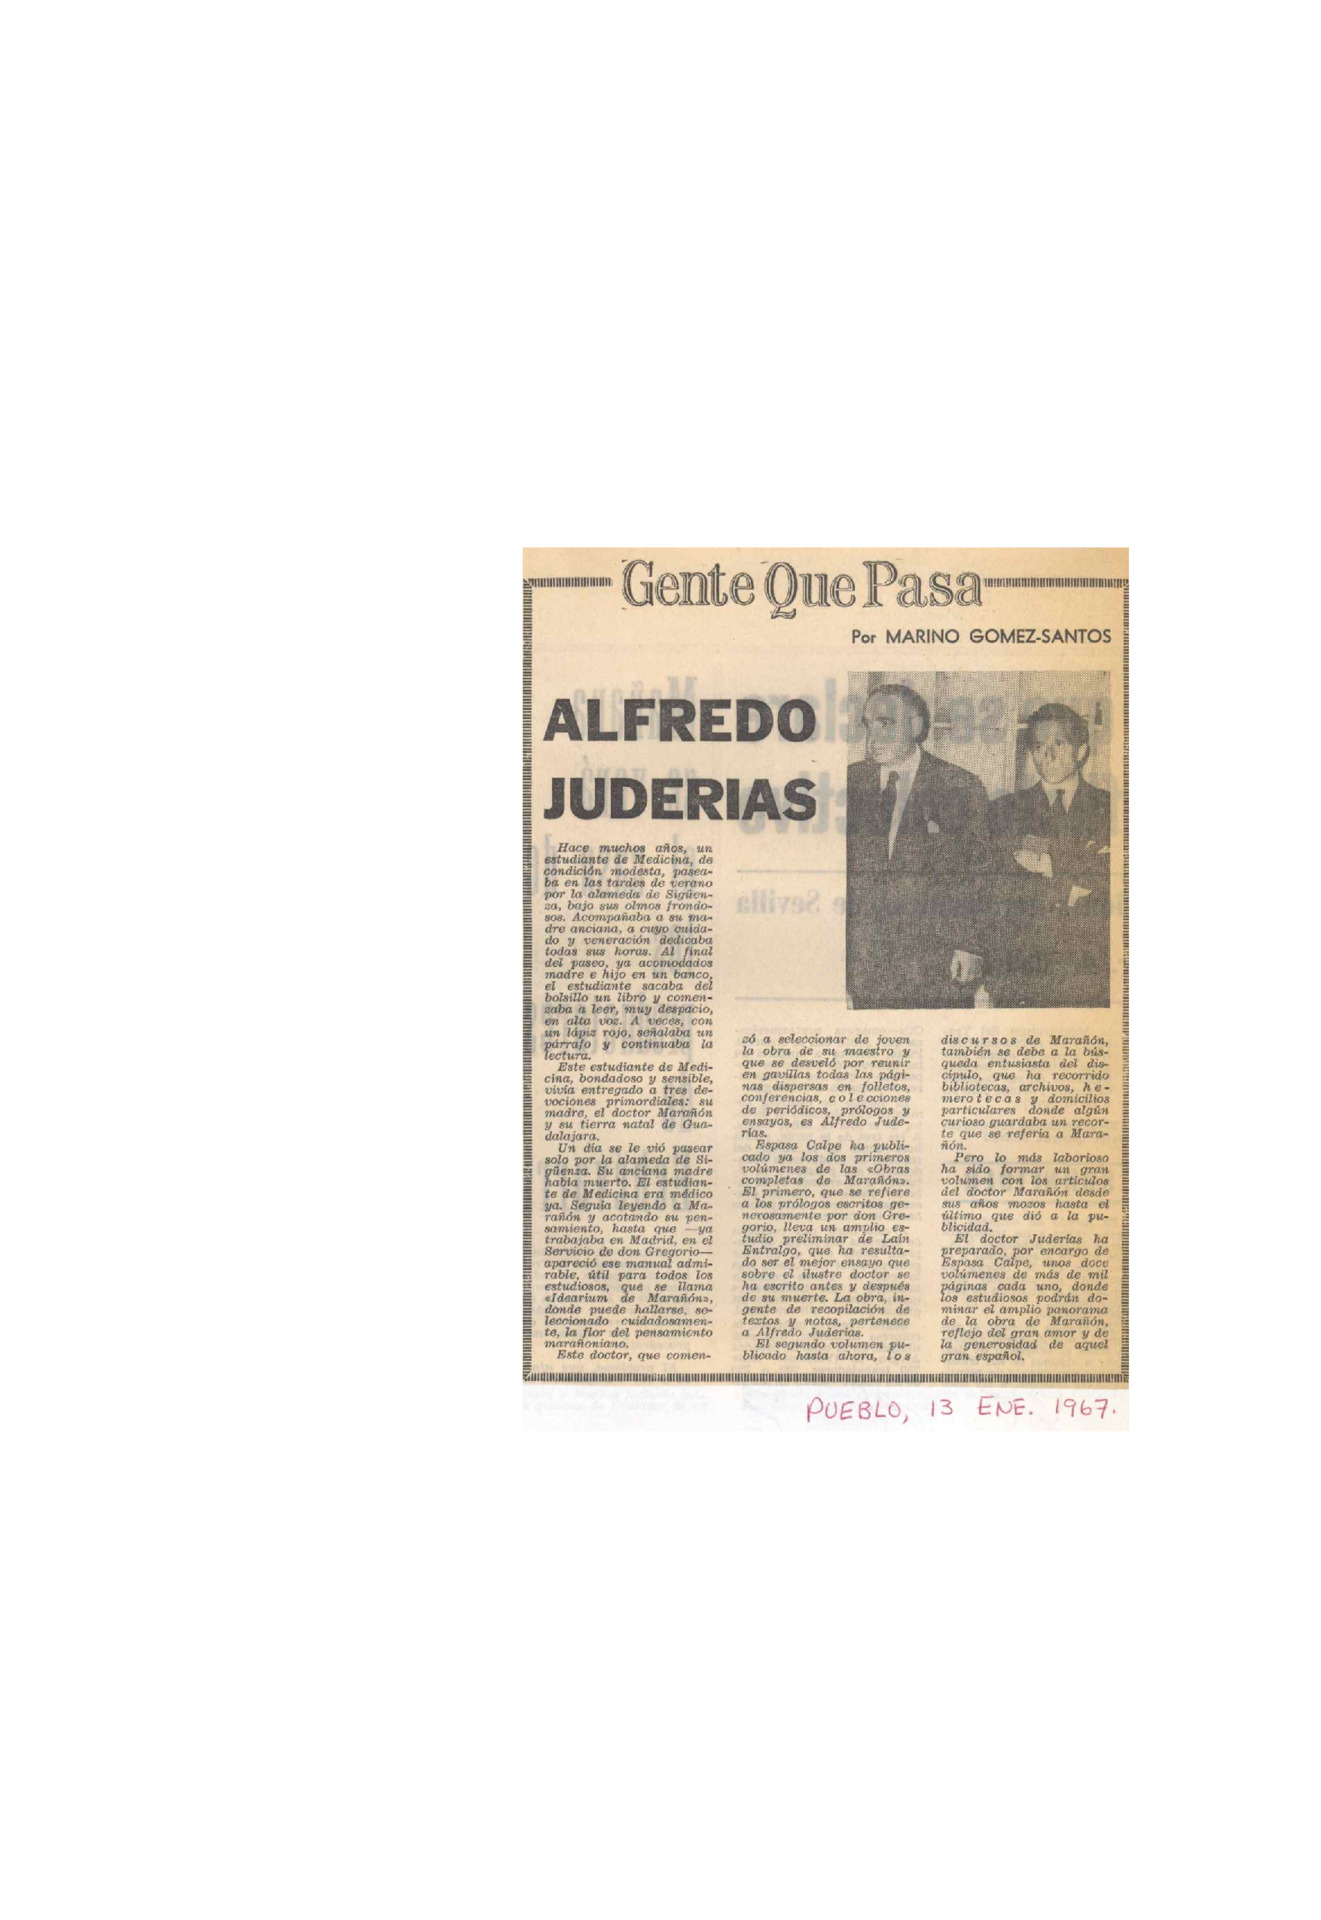 Gente Que Pasa
Por MARINO GOMEZ-SANTOS
ALFREDO
JUDERIAS
Hace muchos años, un
estudiante de Medicina, de
condición modesta, pasea-
ba en las tardes de verano
por la alameda de Sigüen-
za, bajo sus olmos frondo-
sos. Acompañaba a su ma-
dre anciana, a cuyo cuida-
do y veneración dedicaba
todas sus horas. Al final
del paseo, ya acomodados
madre e hijo en un banco,
el estudiante sacaba del
bolsillo un libro y comen-
zaba a leer, muy despacio,
en alta voz. A veces, con
un lápiz rojo, señalaba un
párrafo y continuaba la
lectura.
Este estudiante de Medi-
cina, bondadoso y sensible,
vivía entregado a tres de-
vociones primordiales: su
madre, el doctor Marañón
y su tierra natal de Gua-
dalajara.
Un día se le vió pasear
solo por la alameda de Si-
güenza. Su anciana madre
había muerto. El estudian-
te de Medicina era médico
ya. Seguía leyendo a Ma-
rañón y acotando su pen-
samiento, hasta que —ya
trabajaba en Madrid, en el
Servicio de don Gregorio—
apareció ese manual admi-
rable, útil para todos los
estudiosos, que se llama
«Idearium de Marañón»,
donde puede hallarse, se-
leccionado cuidadosamen-
te, la flor del pensamiento
marañoniano.
Este doctor, que comen-
zó a seleccionar de joven
la obra de su maestro y
que se desveló por reunir
en gavillas todas las pági-
nas dispersas en folletos,
conferencias, colecciones
de periódicos, prólogos y
ensayos, es Alfredo Jude-
rías.
Espasa Calpe ha publi-
cado ya los dos primeros
volúmenes de las «Obras
completas de Marañón».
El primero, que se refiere
a los prólogos escritos ge-
nerosamente por don Gre-
gorio, lleva un amplio es-
tudio preliminar de Laín
Entralgo, que ha resulta-
do ser el mejor ensayo que
sobre el ilustre doctor se
ha escrito antes y después
de su muerte. La obra, in-
gente de recopilación de
textos y notas, pertenece
a Alfredo Juderías.
El segundo volumen pu-
blicado hasta ahora, los
discursos de Marañón,
también se debe a la bús-
queda entusiasta del dis-
cípulo, que ha recorrido
bibliotecas, archivos, he-
merotecas y domicilios
particulares donde algún
curioso guardaba un recor-
te que se refería a Mara-
ñón.
Pero lo más laborioso
ha sido formar un gran
volumen con los artículos
del doctor Marañón desde
sus años mozos hasta el
último que dió a la pu-
blicidad.
El doctor Juderías ha
preparado, por encargo de
Espasa Calpe, unos doce
volúmenes de más de mil
páginas cada uno, donde
los estudiosos podrán do-
minar el amplio panorama
de la obra de Marañón,
reflejo del gran amor y de
la generosidad de aquel
gran español.
PUEBLO, 13 ENE. 1967.